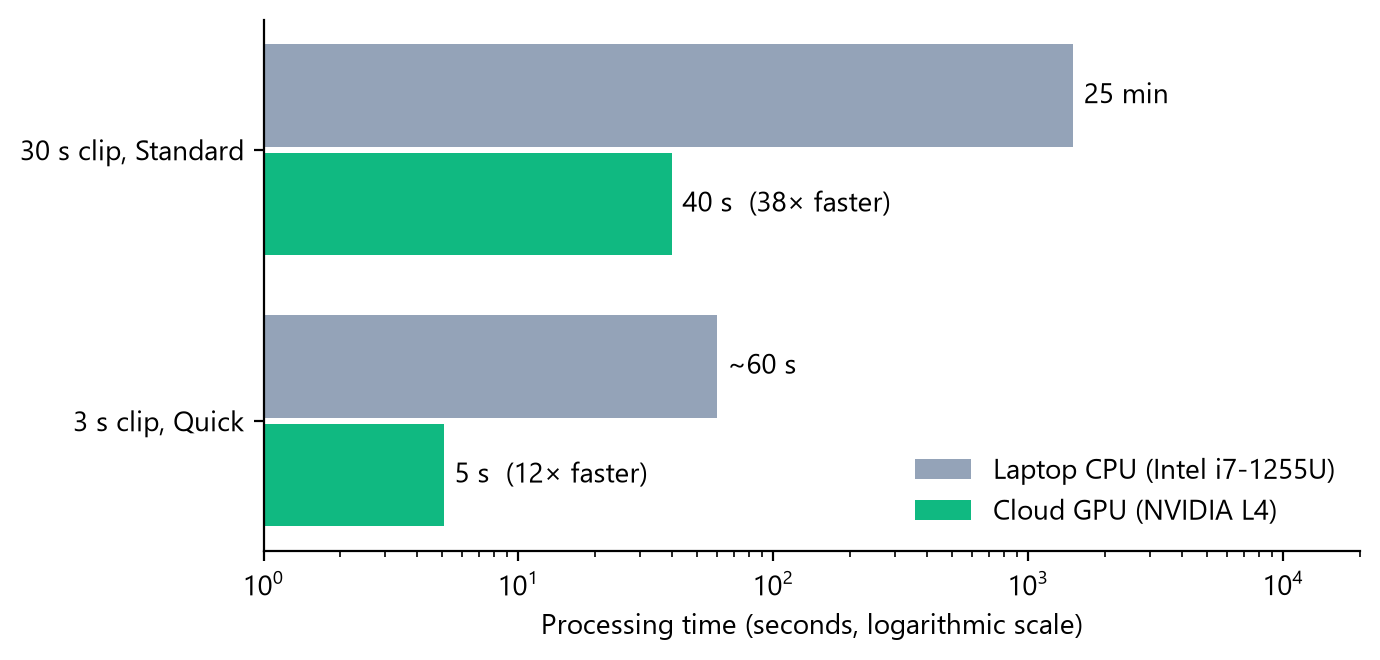 25 min
30 s clip, Standard
40 s (38× faster)
~60 s
3 s clip, Quick
5 s (12× faster)
Laptop CPU (Intel i7-1255U)
Cloud GPU (NVIDIA L4)
10⁰ 10¹ 10² 10³ 10⁴
Processing time (seconds, logarithmic scale)